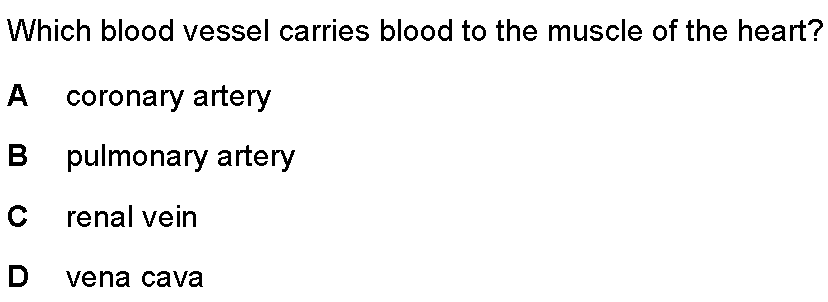 Which blood vessel carries blood to the muscle of the heart?
A coronary artery
B pulmonary artery
C renal vein
D vena cava